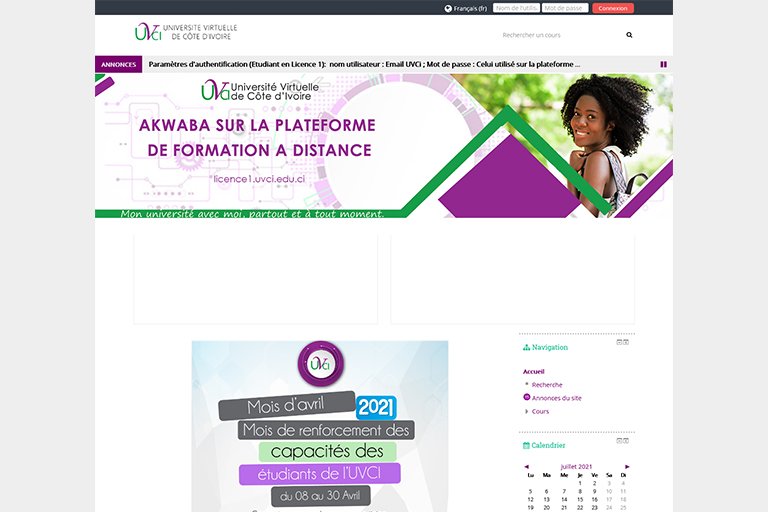 Français (fr)
Nom de l'utilis
Mot de passe
Connexion
UVCI
UNIVERSITE VIRTUELLE
DE CÔTE D'IVOIRE
Rechercher un cours
ANNONCES
Paramètres d'authentification (Etudiant en Licence 1): nom utilisateur : Email UVCi ; Mot de passe : Celui utilisé sur la plateforme ...
UVCI
Université Virtuelle
de Côte d'Ivoire
AKWABA SUR LA PLATEFORME
DE FORMATION A DISTANCE
licence1.uvci.edu.ci
Mon université avec moi, partout et à tout moment.
UVCI
Mois d'avril 2021
Mois de renforcement des
capacités des
étudiants de l'UVCI
du 08 au 30 Avril
Navigation
Accueil
Recherche
Annonces du site
Cours
Calendrier
juillet 2021
Lu Ma Me Je Ve Sa Di
1 2 3 4
5 6 7 8 9 10 11
12 13 14 15 16 17 18
19 20 21 22 23 24 25